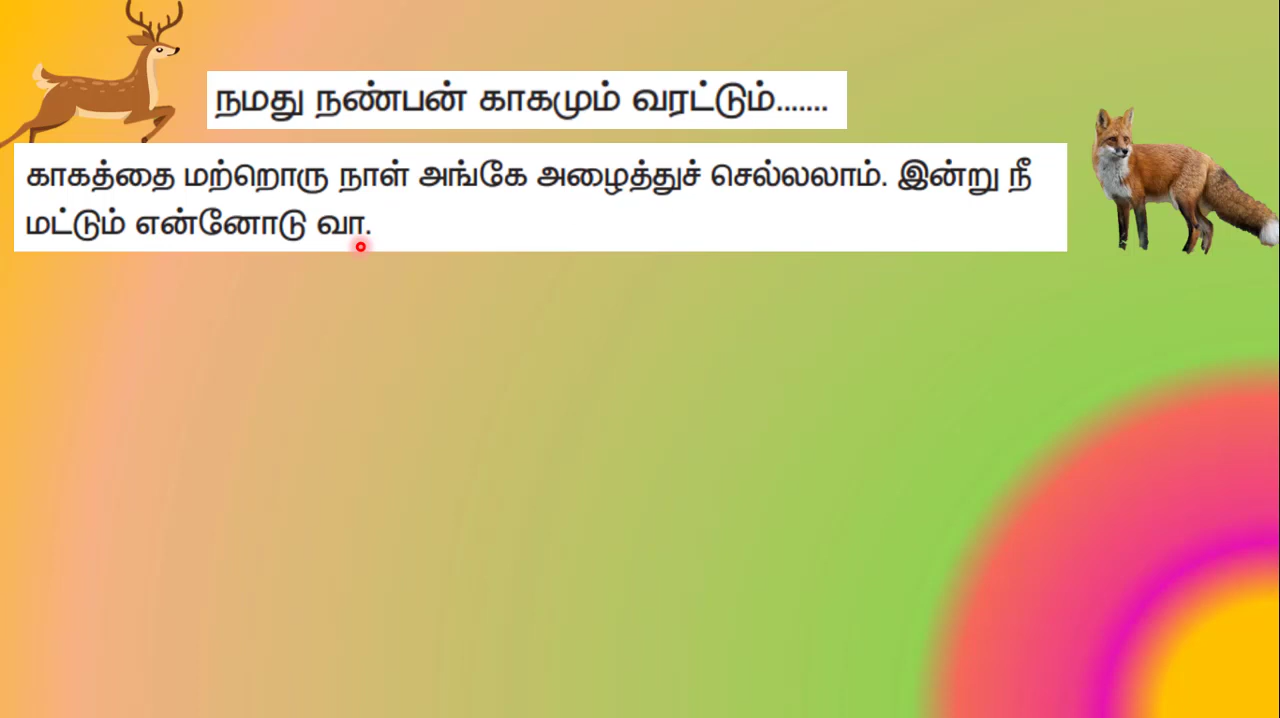 நமது நண்பன் காகமும் வரட்டும்.......
காகத்தை மற்றொரு நாள் அங்கே அழைத்துச் செல்லலாம். இன்று நீ
மட்டும் என்னோடு வா.